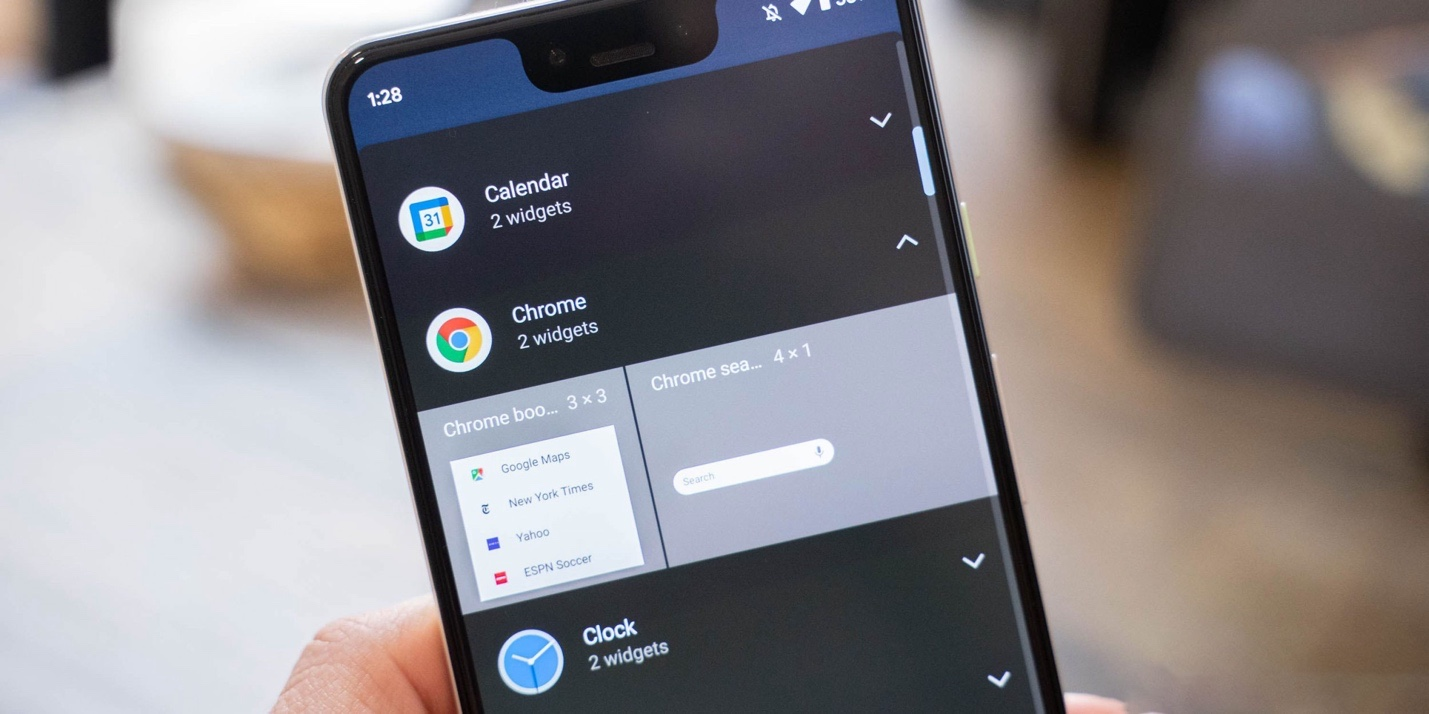 1:28
Calendar
31
2 widgets
Chrome
2 widgets
Chrome boo... 3 × 3
Chrome sea... 4 × 1
Google Maps
New York Times
Yahoo
ESPN Soccer
Search
Clock
2 widgets